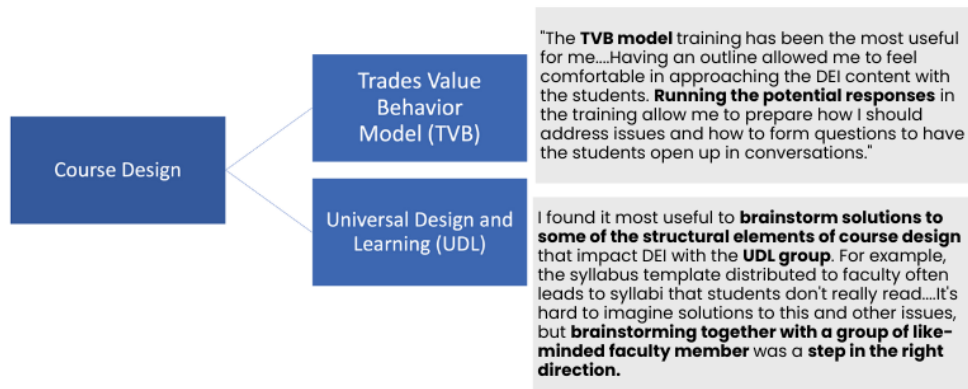 Course Design
Trades Value
Behavior
Model (TVB)
Universal Design and
Learning (UDL)
"The TVB model training has been the most useful
for me....Having an outline allowed me to feel
comfortable in approaching the DEI content with
the students. Running the potential responses in
the training allow me to prepare how I should
address issues and how to form questions to have
the students open up in conversations."
I found it most useful to brainstorm solutions to
some of the structural elements of course design
that impact DEI with the UDL group. For example,
the syllabus template distributed to faculty often
leads to syllabi that students don't really read....It's
hard to imagine solutions to this and other issues,
but brainstorming together with a group of like-
minded faculty member was a step in the right
direction.